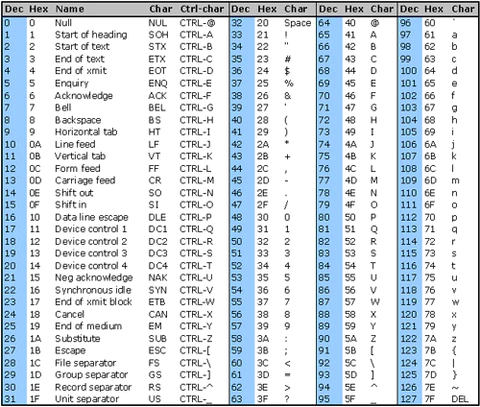 Dec Hex Name Char Ctrl-char Dec Hex Char Dec Hex Char Dec Hex Char
0 0 Null NUL CTRL-@ 32 20 Space 64 40 @ 96 60 `
1 1 Start of heading SOH CTRL-A 33 21 ! 65 41 A 97 61 a
2 2 Start of text STX CTRL-B 34 22 " 66 42 B 98 62 b
3 3 End of text ETX CTRL-C 35 23 # 67 43 C 99 63 c
4 4 End of xmit EOT CTRL-D 36 24 $ 68 44 D 100 64 d
5 5 Enquiry ENQ CTRL-E 37 25 % 69 45 E 101 65 e
6 6 Acknowledge ACK CTRL-F 38 26 & 70 46 F 102 66 f
7 7 Bell BEL CTRL-G 39 27 ' 71 47 G 103 67 g
8 8 Backspace BS CTRL-H 40 28 ( 72 48 H 104 68 h
9 9 Horizontal tab HT CTRL-I 41 29 ) 73 49 I 105 69 i
10 0A Line feed LF CTRL-J 42 2A * 74 4A J 106 6A j
11 0B Vertical tab VT CTRL-K 43 2B + 75 4B K 107 6B k
12 0C Form feed FF CTRL-L 44 2C , 76 4C L 108 6C l
13 0D Carriage feed CR CTRL-M 45 2D - 77 4D M 109 6D m
14 0E Shift out SO CTRL-N 46 2E . 78 4E N 110 6E n
15 0F Shift in SI CTRL-O 47 2F / 79 4F O 111 6F o
16 10 Data line escape DLE CTRL-P 48 30 0 80 50 P 112 70 p
17 11 Device control 1 DC1 CTRL-Q 49 31 1 81 51 Q 113 71 q
18 12 Device control 2 DC2 CTRL-R 50 32 2 82 52 R 114 72 r
19 13 Device control 3 DC3 CTRL-S 51 33 3 83 53 S 115 73 s
20 14 Device control 4 DC4 CTRL-T 52 34 4 84 54 T 116 74 t
21 15 Neg acknowledge NAK CTRL-U 53 35 5 85 55 U 117 75 u
22 16 Synchronous idle SYN CTRL-V 54 36 6 86 56 V 118 76 v
23 17 End of xmit block ETB CTRL-W 55 37 7 87 57 W 119 77 w
24 18 Cancel CAN CTRL-X 56 38 8 88 58 X 120 78 x
25 19 End of medium EM CTRL-Y 57 39 9 89 59 Y 121 79 y
26 1A Substitute SUB CTRL-Z 58 3A : 90 5A Z 122 7A z
27 1B Escape ESC CTRL-[ 59 3B ; 91 5B [ 123 7B {
28 1C File separator FS CTRL-\ 60 3C < 92 5C \ 124 7C |
29 1D Group separator GS CTRL-] 61 3D = 93 5D ] 125 7D }
30 1E Record separator RS CTRL-^ 62 3E > 94 5E ^ 126 7E ~
31 1F Unit separator US CTRL-_ 63 3F ? 95 5F _ 127 7F DEL